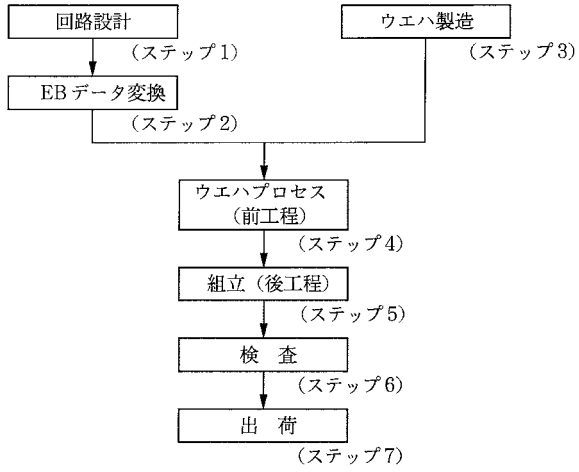 回路設計
(ステップ1)
ウエハ製造
(ステップ3)
EBデータ変換
(ステップ2)
ウエハプロセス
(前工程)
(ステップ4)
組立(後工程)
(ステップ5)
検 査
(ステップ6)
出 荷
(ステップ7)